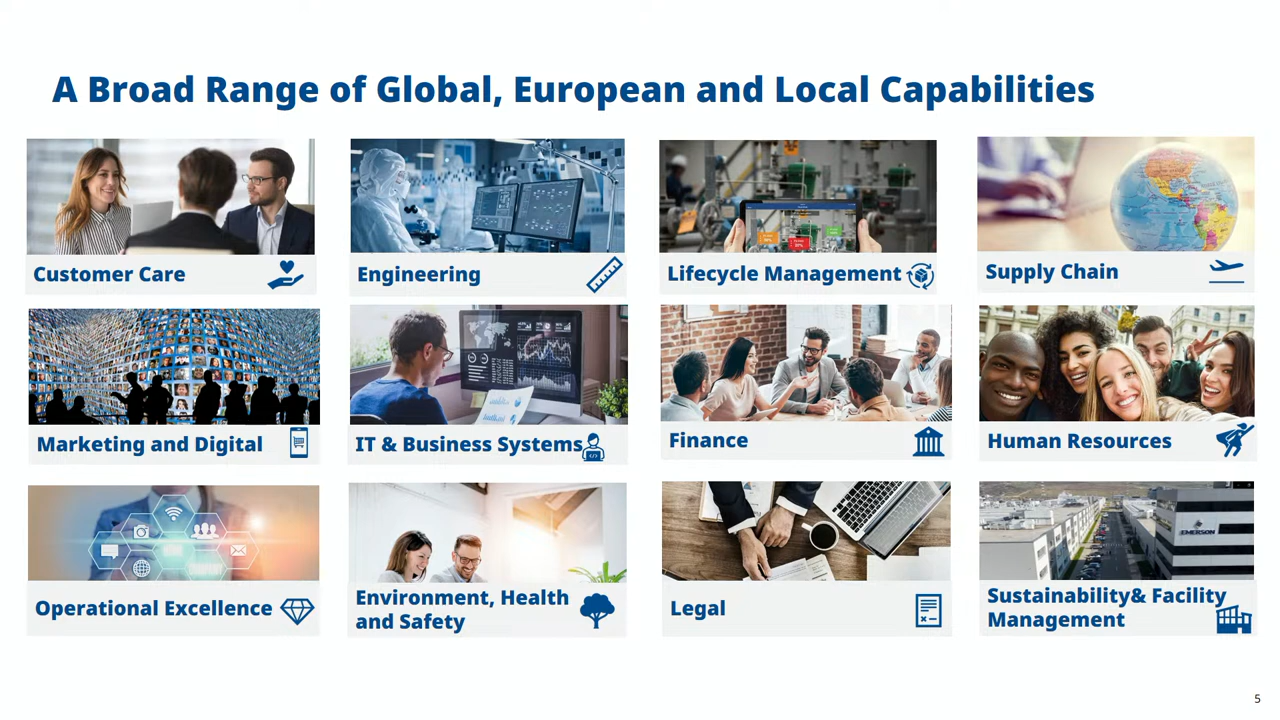 A Broad Range of Global, European and Local Capabilities
Customer Care
Engineering
Lifecycle Management
Supply Chain
Marketing and Digital
IT & Business Systems
Finance
Human Resources
Operational Excellence
Environment, Health
and Safety
Legal
EMERSON
Sustainability& Facility
Management
5